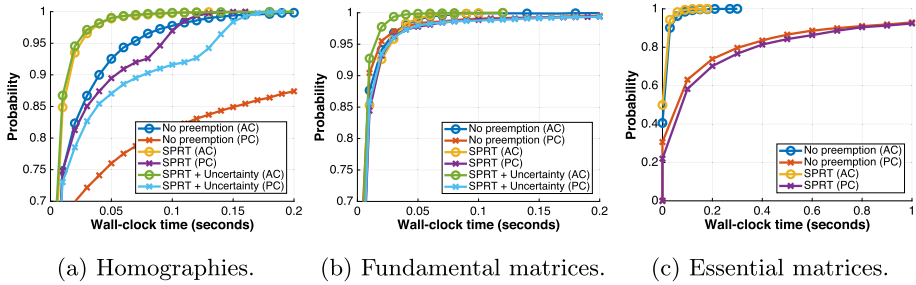 1
0.95
0.9
0.85
0.8
0.75
0.7
Probability
0.05
0.1
0.15
0.2
Wall-clock time (seconds)
No preemption (AC)
No preemption (PC)
SPRT (AC)
SPRT (PC)
SPRT + Uncertainty (AC)
SPRT + Uncertainty (PC)
(a) Homographies.
1
0.95
0.9
0.85
0.8
0.75
0.7
Probability
0
0.05
0.1
0.15
0.2
Wall-clock time (seconds)
No preemption (AC)
No preemption (PC)
SPRT (AC)
SPRT (PC)
SPRT + Uncertainty (AC)
SPRT + Uncertainty (PC)
(b) Fundamental matrices.
1
0.8
0.6
0.4
0.2
0
Probability
0
0.2
0.4
0.6
0.8
1
Wall-clock time (seconds)
No preemption (AC)
No preemption (PC)
SPRT (AC)
SPRT (PC)
(c) Essential matrices.